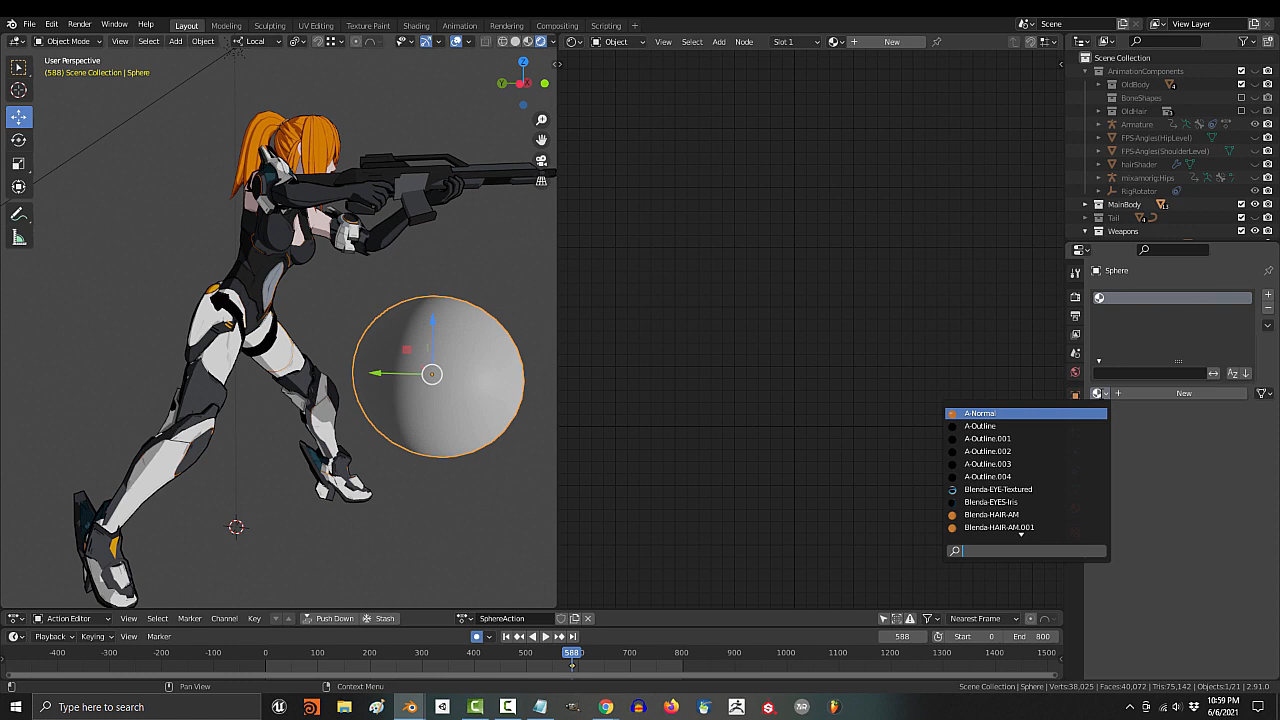 File Edit Render Window Help Layout Modeling Sculpting UV Editing Texture Paint Shading Animation Rendering Compositing Scripting + Scene View Layer
Object Mode View Select Add Object Local Object View Select Add Node Slot 1 New
User Perspective
(588) Scene Collection | Sphere
Z
Y
X
Scene Collection
AnimationComponents
OldBody 4
BoneShapes
OldHair
Armature
FPS-Angles(HipLevel)
FPS-Angles(ShoulderLevel)
hairShader
mixamorig:Hips
RigRotator
MainBody
Tail 4
Weapons
Sphere
New
A-Normal
A-Outline
A-Outline.001
A-Outline.002
A-Outline.003
A-Outline.004
Blenda-EYE-Textured
Blenda-EYES-Iris
Blenda-HAIR-AM
Blenda-HAIR-AM.001
Action Editor View Select Marker Channel Key Push Down Stash SphereAction Nearest Frame
Playback Keying View Marker 588 Start 0 End 800
-400 -300 -200 -100 0 100 200 300 400 500 588 700 800 900 1000 1100 1200 1300 1400 1500
Pan View Context Menu Scene Collection | Sphere | Verts:38,025 | Faces:40,072 | Tris:75,142 | Objects:1/21 | 2.91.0
Type here to search
10:59 PM
6/6/2021